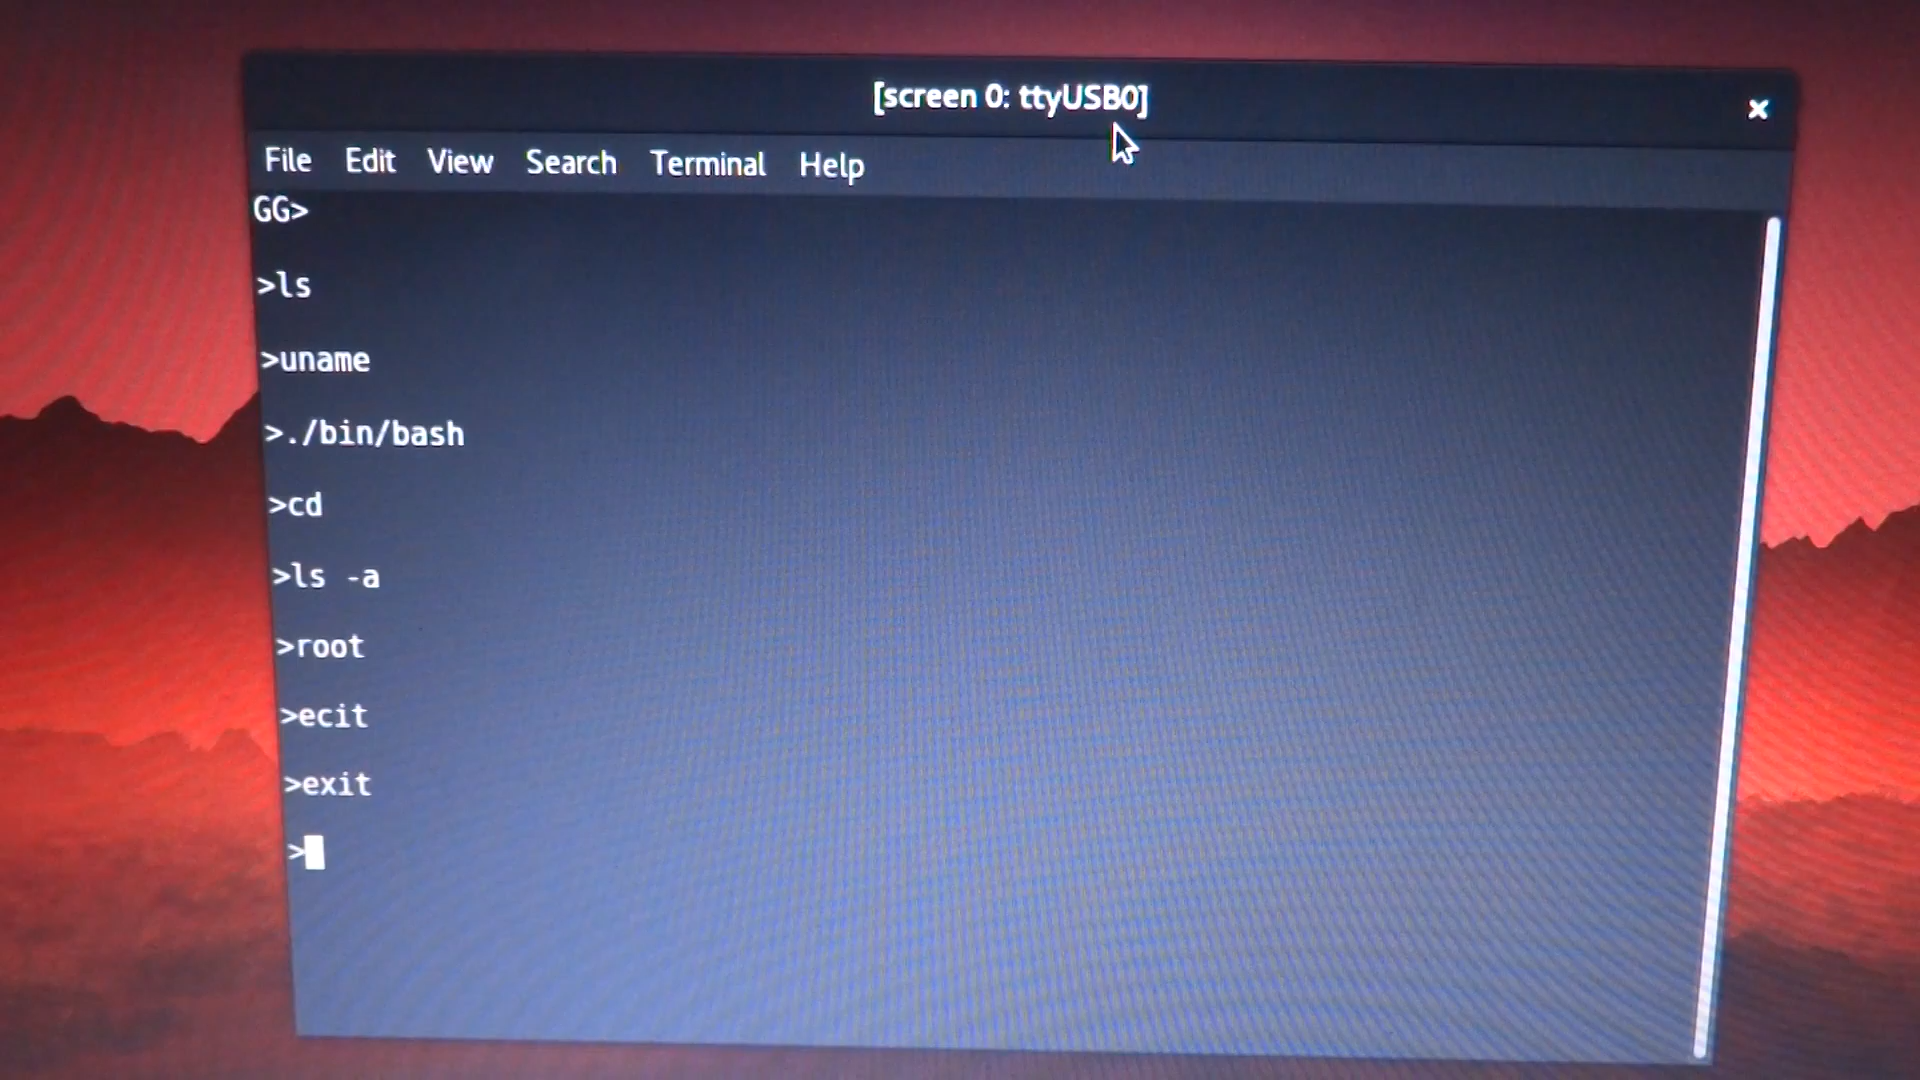 [screen 0: ttyUSB0]
File Edit View Search Terminal Help
GG>
>ls
>uname
>./bin/bash
>cd
>ls -a
>root
>ecit
>exit
>